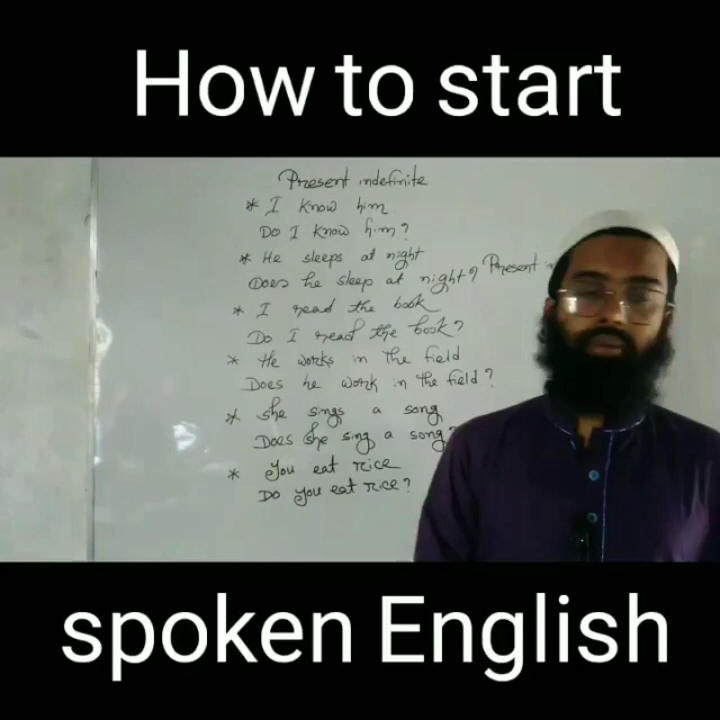 How to start
Present indefinite
* I know him
Do I know him?
* He sleeps at night
Does he sleep at night?
Present in
* I read the book
Do I read the book?
* He works in the field
Does he work in the field?
* She sings a song
Does she sing a song?
* You eat rice
Do you eat rice?
spoken English